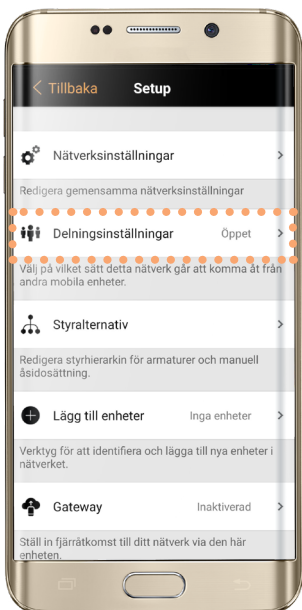 Tillbaka Setup
Nätverksinställningar
Redigera gemensamma nätverksinställningar
Delningsinställningar Öppet
Välj på vilket sätt detta nätverk går att komma åt från
andra mobila enheter.
Styralternativ
Redigera styrhierarkin för armaturer och manuell
åsidosättning.
Lägg till enheter Inga enheter
Verktyg för att identifiera och lägga till nya enheter i
nätverket.
Gateway Inaktiverad
Ställ in fjärråtkomst till ditt nätverk via den här
enheten.